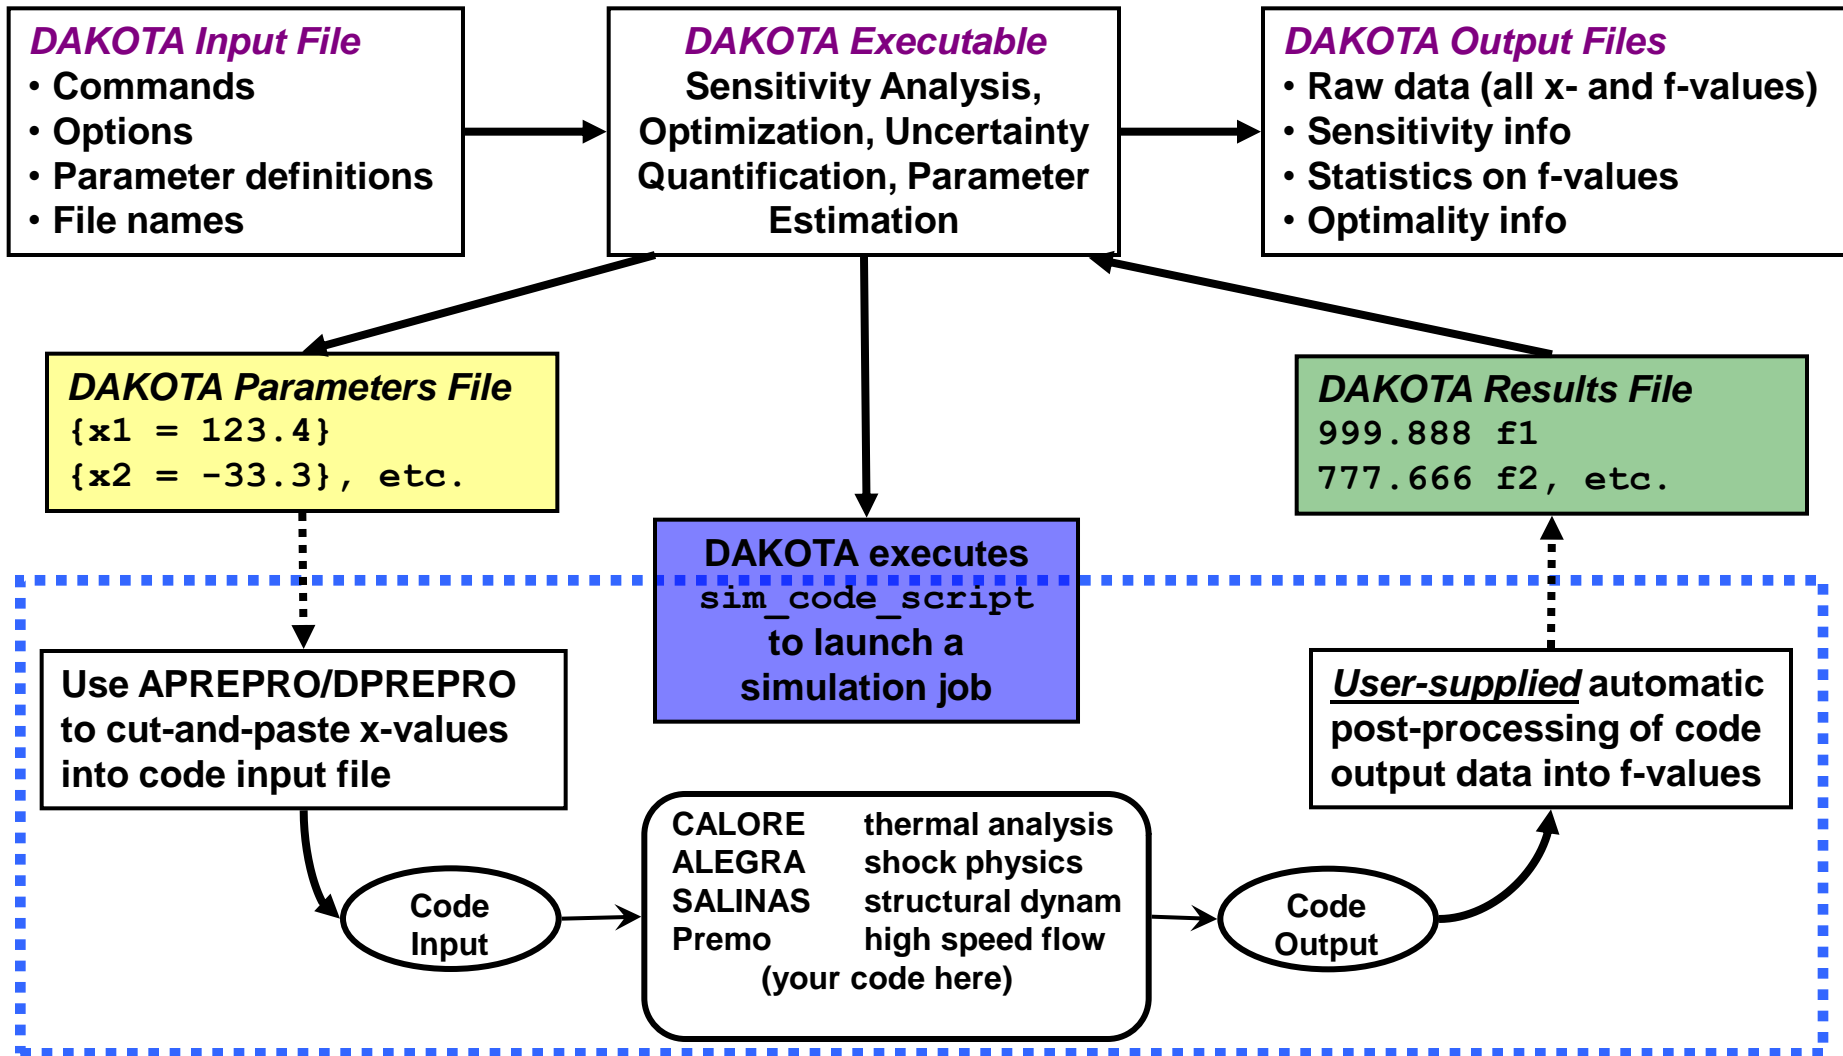 DAKOTA Input File
• Commands
• Options
• Parameter definitions
• File names
DAKOTA Executable
Sensitivity Analysis,
Optimization, Uncertainty
Quantification, Parameter
Estimation
DAKOTA Output Files
• Raw data (all x- and f-values)
• Sensitivity info
• Statistics on f-values
• Optimality info
DAKOTA Parameters File
{x1 = 123.4}
{x2 = -33.3}, etc.
DAKOTA executes
sim_code_script
to launch a
simulation job
DAKOTA Results File
999.888 f1
777.666 f2, etc.
Use APREPRO/DPREPRO
to cut-and-paste x-values
into code input file
User-supplied automatic
post-processing of code
output data into f-values
Code
Input
CALORE thermal analysis
ALEGRA shock physics
SALINAS structural dynam
Premo high speed flow
(your code here)
Code
Output